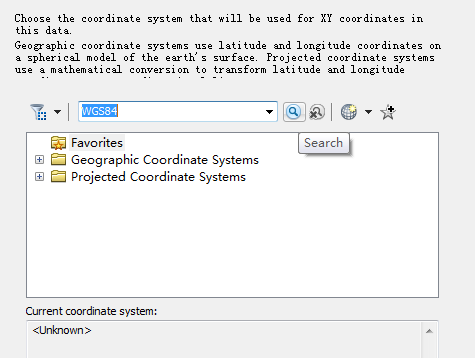 Choose the coordinate system that will be used for XY coordinates in
this data.
Geographic coordinate systems use latitude and longitude coordinates on
a spherical model of the earth's surface. Projected coordinate systems
use a mathematical conversion to transform latitude and longitude
WGS84
Search
Favorites
Geographic Coordinate Systems
Projected Coordinate Systems
Current coordinate system:
<Unknown>